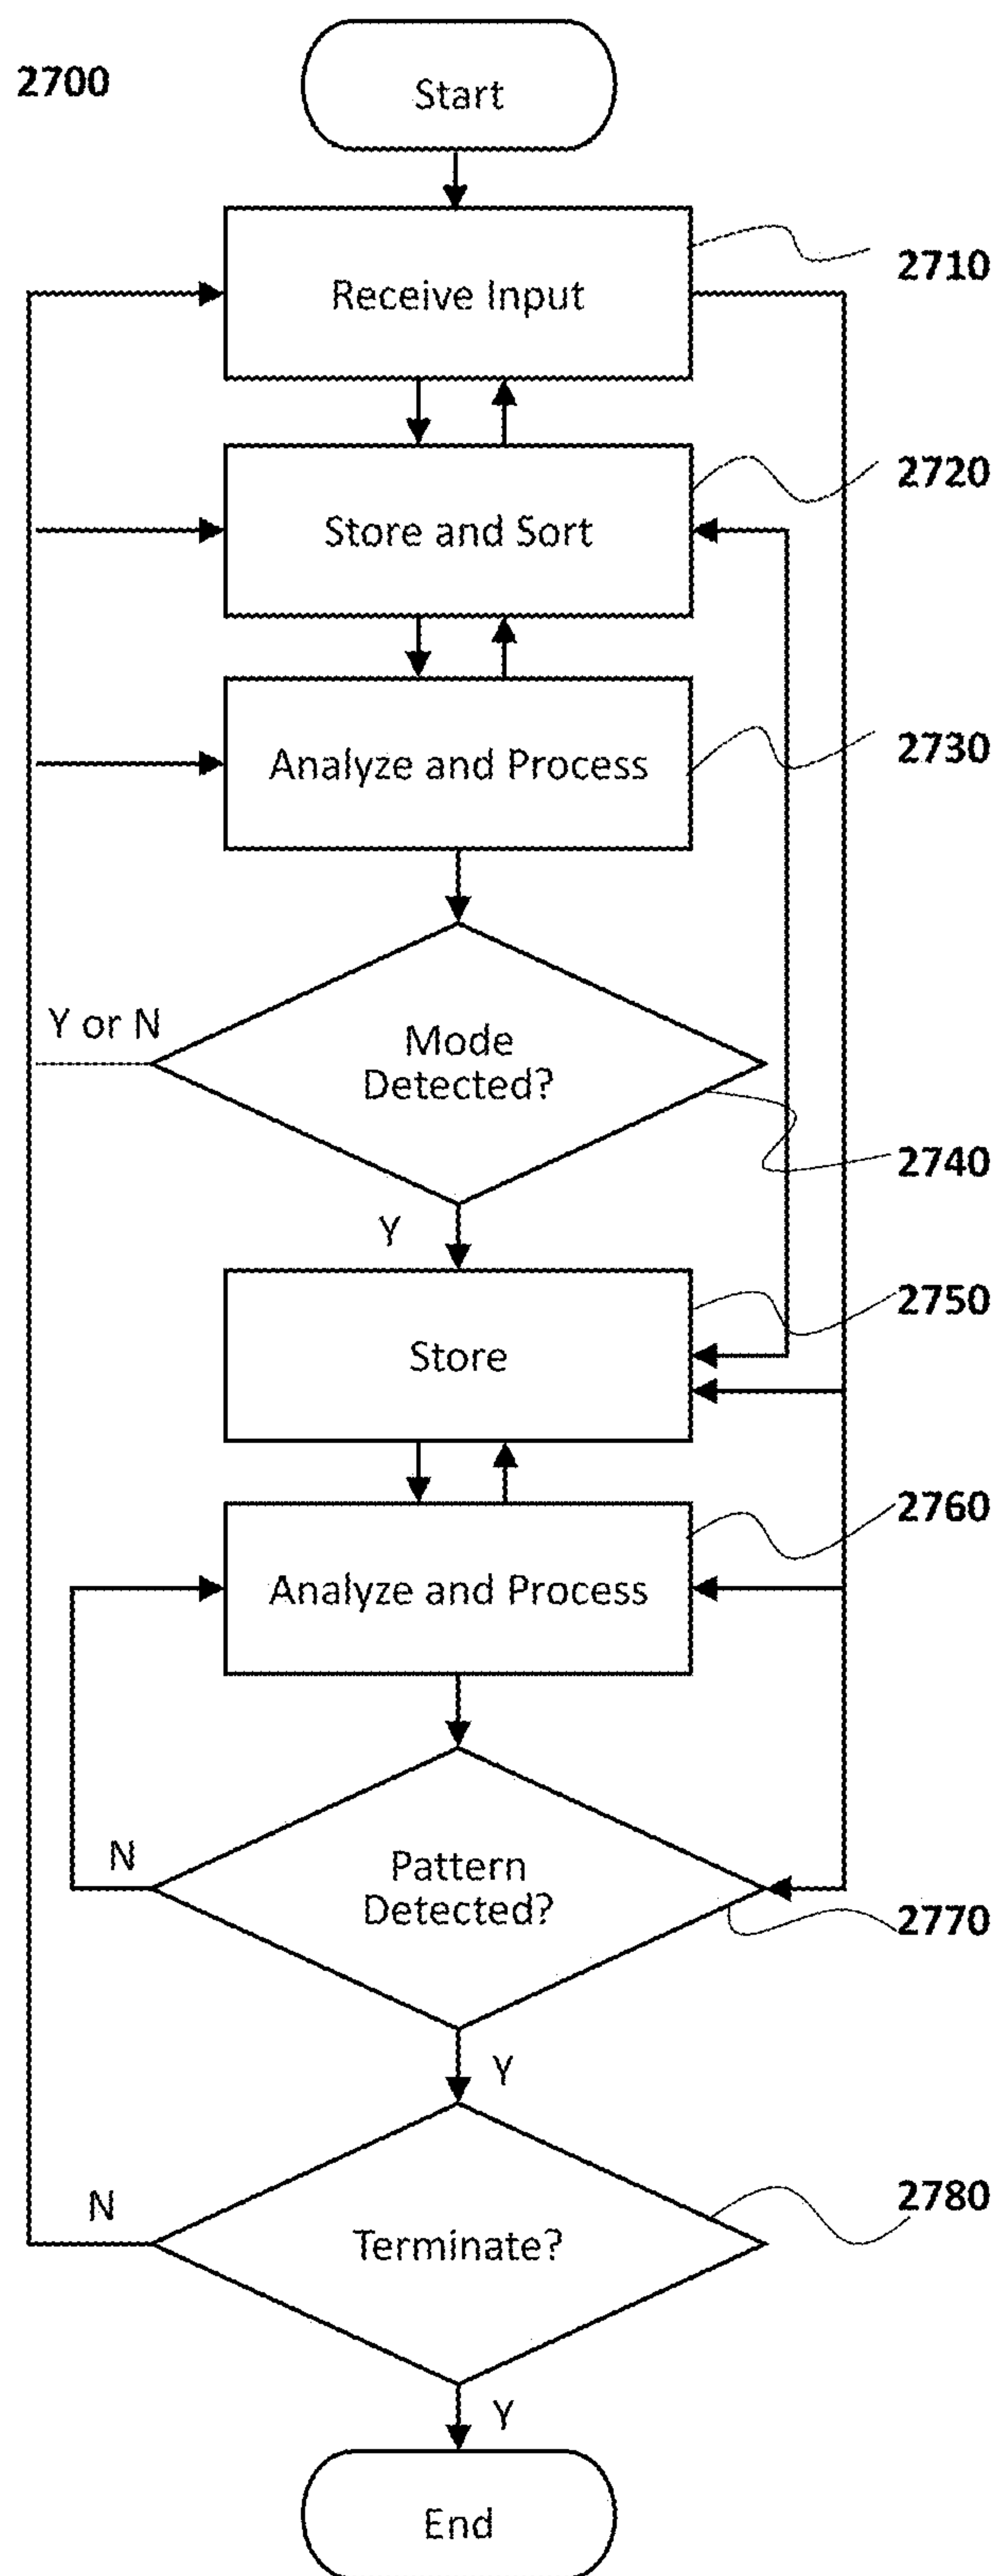 2700
Start
2710
Receive Input
2720
Store and Sort
2730
Analyze and Process
Y or N
Mode
Detected?
2740
Y
2750
Store
2760
Analyze and Process
N
Pattern
Detected?
2770
Y
2780
N
Terminate?
Y
End